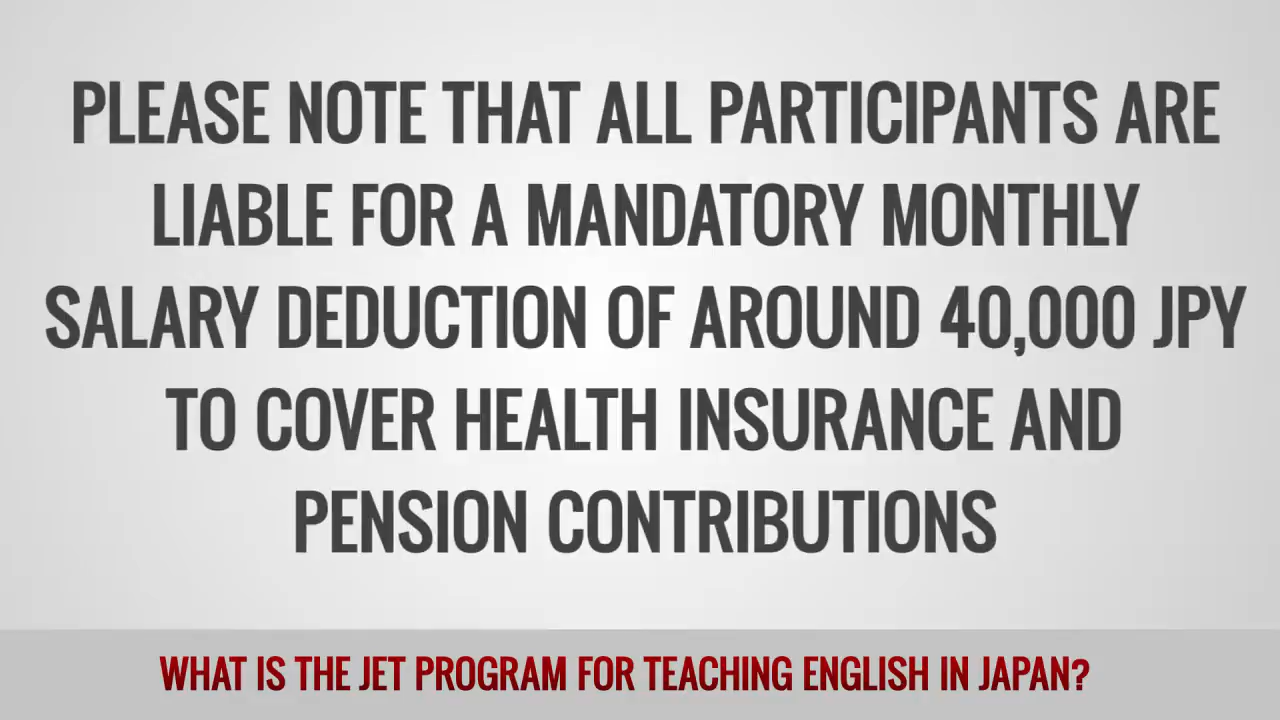 PLEASE NOTE THAT ALL PARTICIPANTS ARE
LIABLE FOR A MANDATORY MONTHLY
SALARY DEDUCTION OF AROUND 40,000 JPY
TO COVER HEALTH INSURANCE AND
PENSION CONTRIBUTIONS
WHAT IS THE JET PROGRAM FOR TEACHING ENGLISH IN JAPAN?